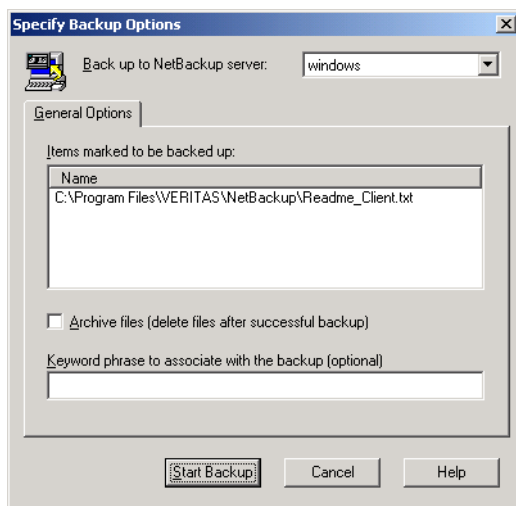 Specify Backup Options
Back up to NetBackup server:
windows
General Options
Items marked to be backed up:
Name
C:\Program Files\VERITAS\NetBackup\Readme_Client.txt
Archive files (delete files after successful backup)
Keyword phrase to associate with the backup (optional)
Start Backup
Cancel
Help